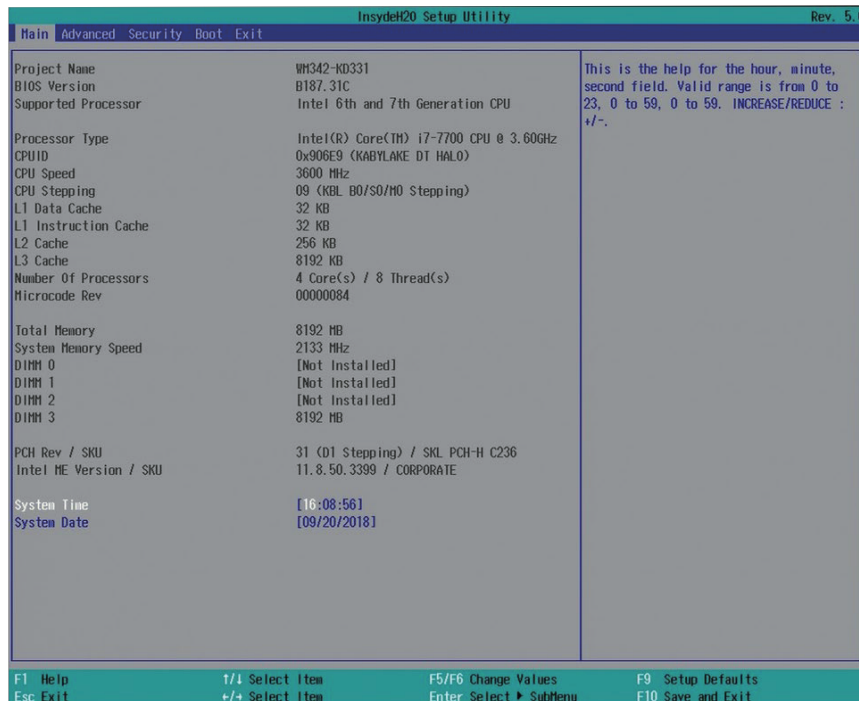 InsydeH20 Setup Utility Rev. 5.
Main Advanced Security Boot Exit
Project Name WM342-KD331
BIOS Version B187.31C
Supported Processor Intel 6th and 7th Generation CPU
Processor Type Intel(R) Core(TM) i7-7700 CPU @ 3.60GHz
CPUID 0x906E9 (KABYLAKE DT HALO)
CPU Speed 3600 MHz
CPU Stepping 09 (KBL B0/S0/M0 Stepping)
L1 Data Cache 32 KB
L1 Instruction Cache 32 KB
L2 Cache 256 KB
L3 Cache 8192 KB
Number Of Processors 4 Core(s) / 8 Thread(s)
Microcode Rev 00000084
Total Memory 8192 MB
System Memory Speed 2133 MHz
DIMM 0 [Not Installed]
DIMM 1 [Not Installed]
DIMM 2 [Not Installed]
DIMM 3 8192 MB
PCH Rev / SKU 31 (D1 Stepping) / SKL PCH-H C236
Intel ME Version / SKU 11.8.50.3399 / CORPORATE
System Time [16:08:56]
System Date [09/20/2018]
This is the help for the hour, minute,
second field. Valid range is from 0 to
23, 0 to 59, 0 to 59. INCREASE/REDUCE :
+/-.
F1 Help ↑/↓ Select Item F5/F6 Change Values F9 Setup Defaults
Esc Exit ←/→ Select Item Enter Select ▶ SubMenu F10 Save and Exit